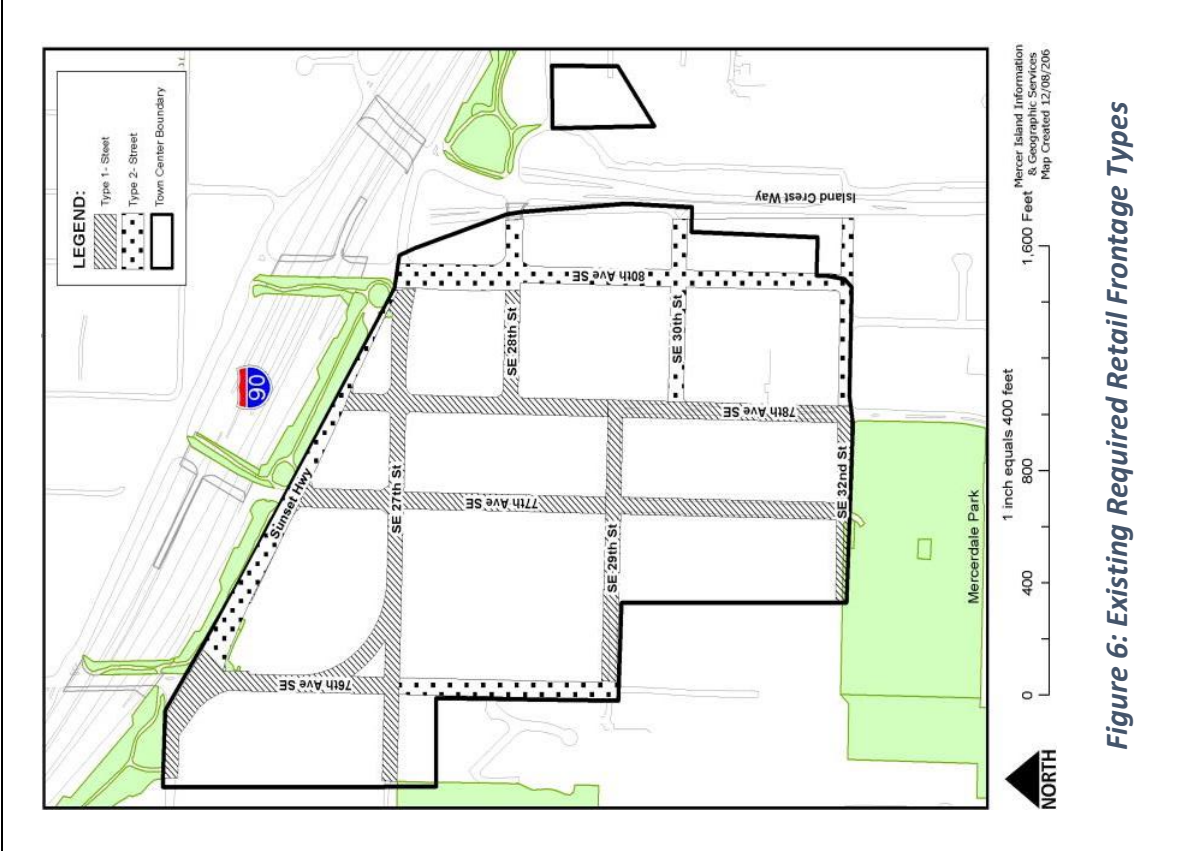 LEGEND:
Type 1- Steet
Type 2- Street
Town Center Boundary
90
Sunset Hwy
SE 27th St
SE 28th St
SE 29th St
SE 30th St
SE 32nd St
76th Ave SE
77th Ave SE
78th Ave SE
80th Ave SE
Island Crest Way
Mercerdale Park
1 inch equals 400 feet
0 400 800 1,600 Feet
Mercer Island Information
& Geographic Services
Map Created 12/08/206
NORTH
Figure 6: Existing Required Retail Frontage Types